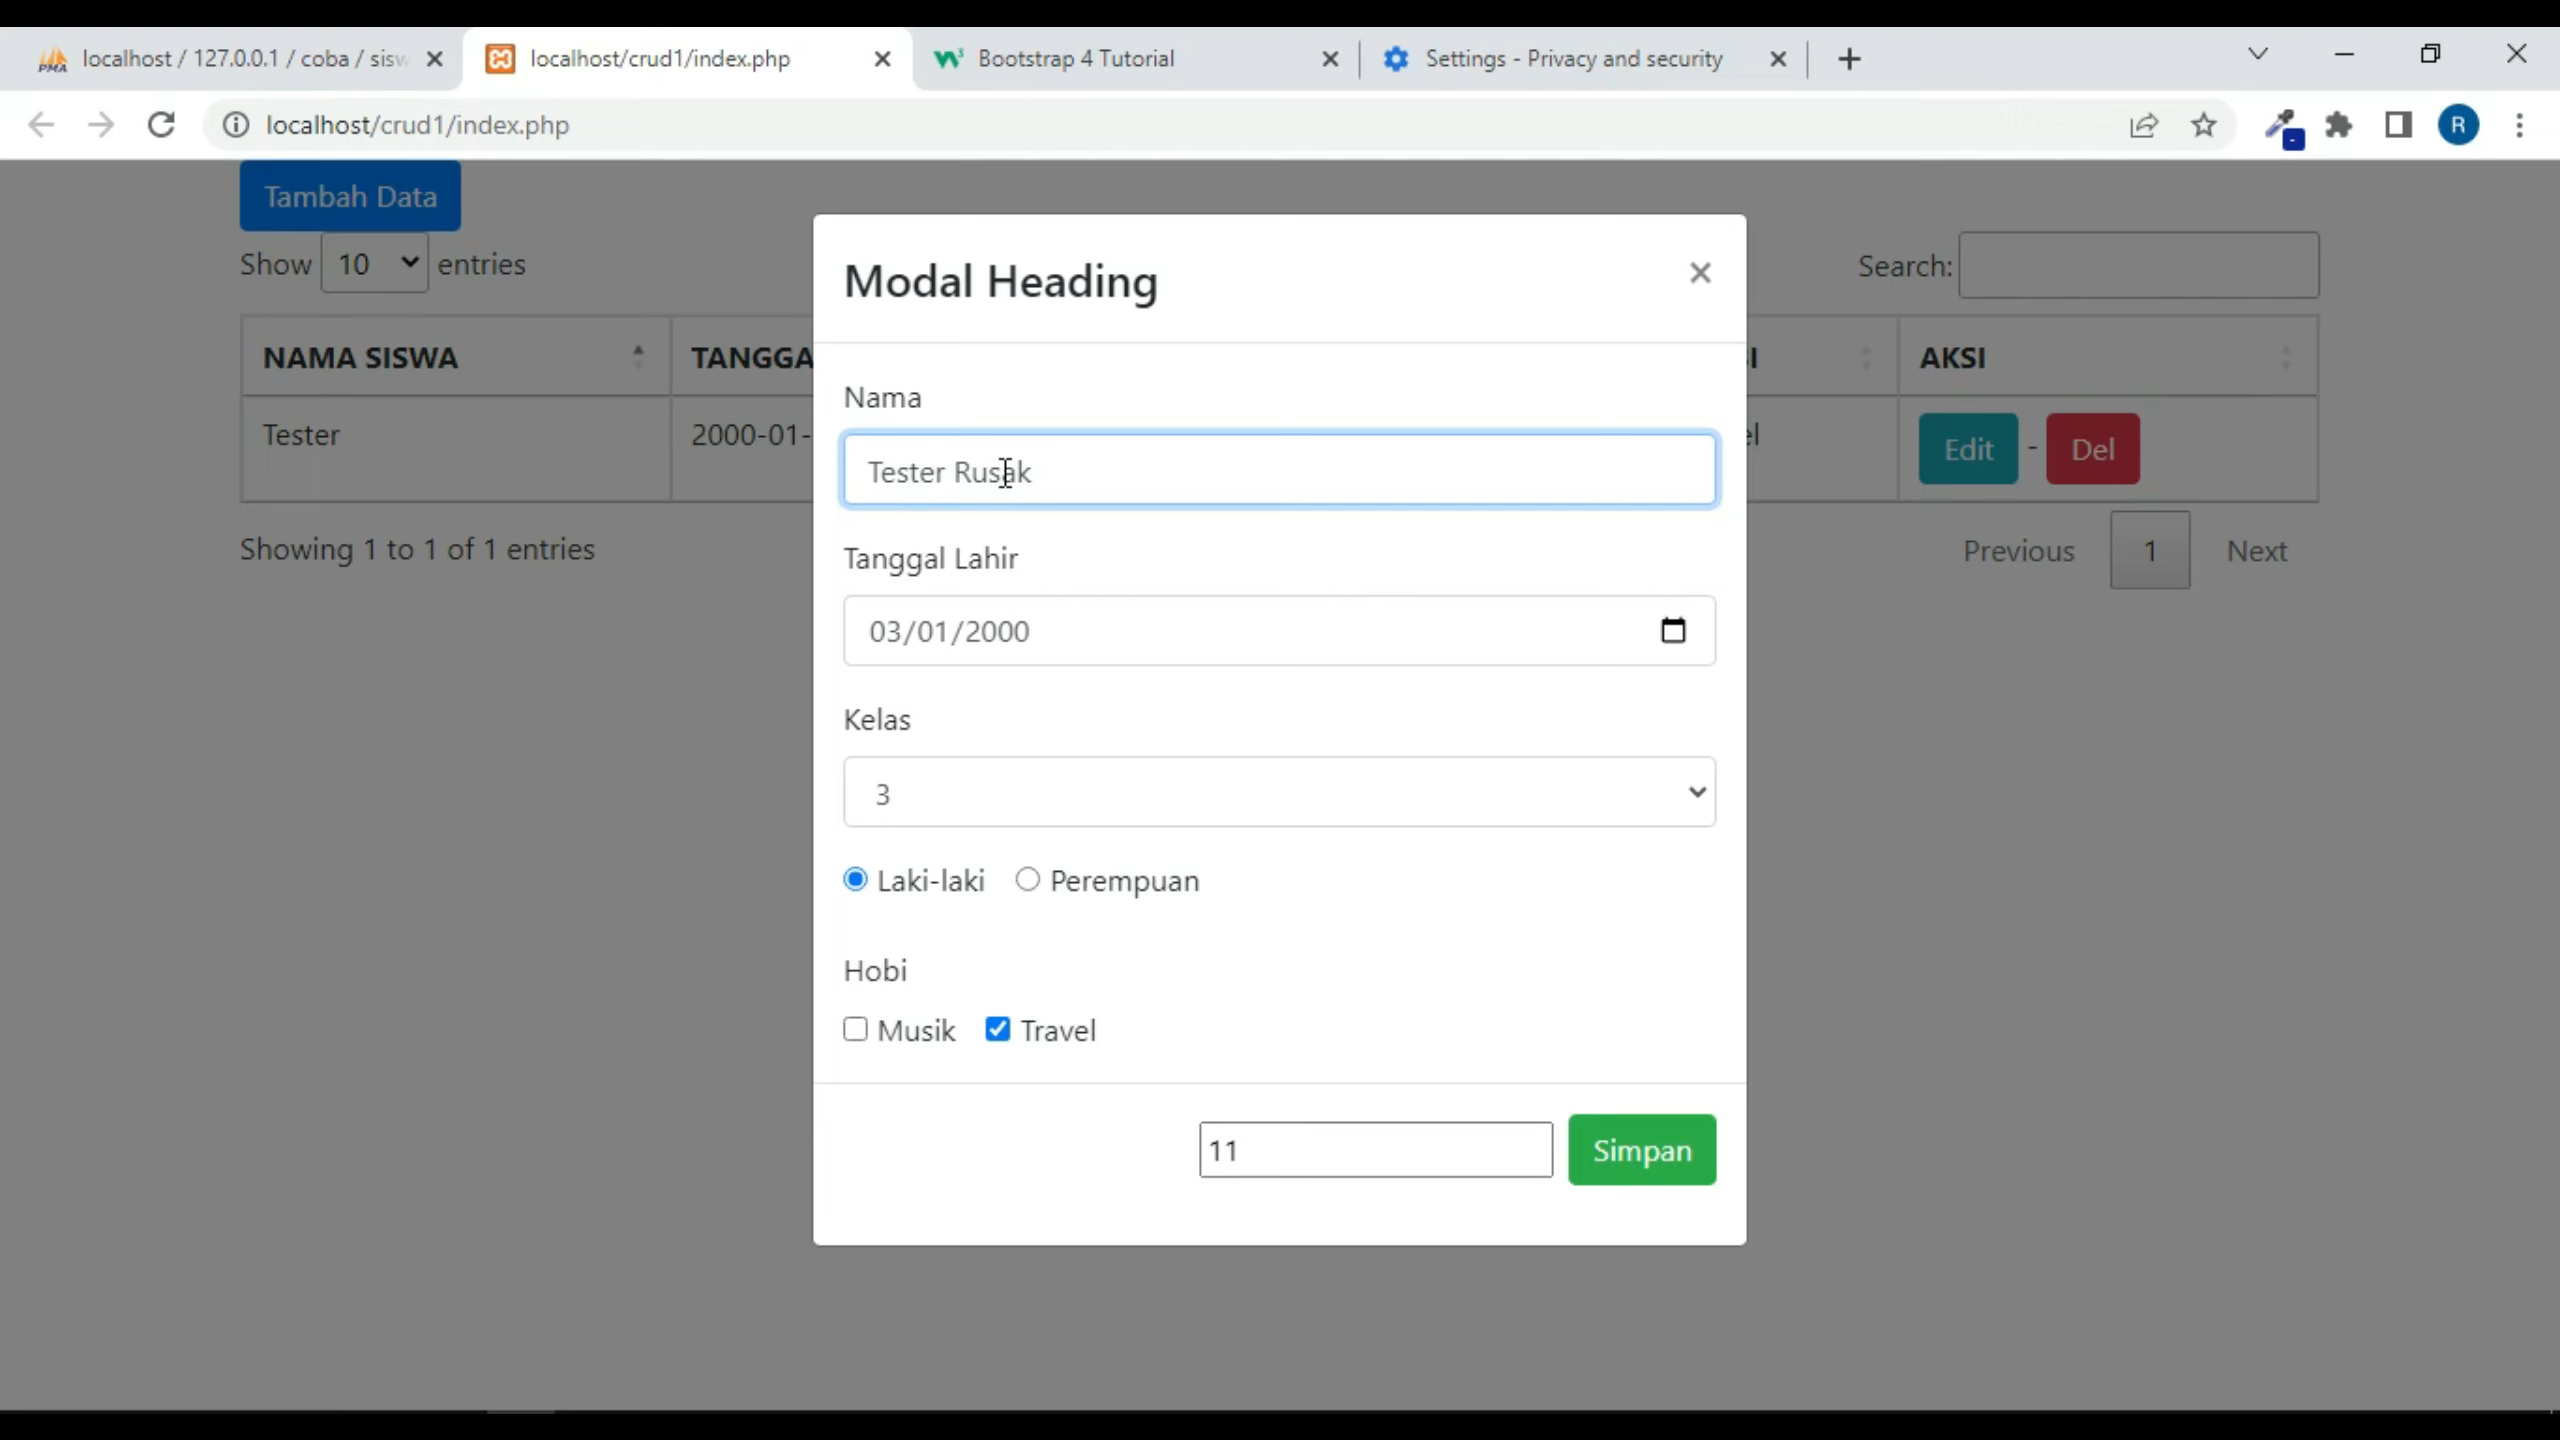 localhost / 127.0.0.1 / coba / sisw
localhost/crud1/index.php
Bootstrap 4 Tutorial
Settings - Privacy and security
localhost/crud1/index.php
R
Tambah Data
Show 10 entries
Search:
NAMA SISWA
TANGGA
AKSI
Tester
2000-01-
el
Edit - Del
Showing 1 to 1 of 1 entries
Previous 1 Next
Modal Heading
×
Nama
Tester Rusak
Tanggal Lahir
03/01/2000
Kelas
3
Laki-laki Perempuan
Hobi
Musik Travel
11
Simpan